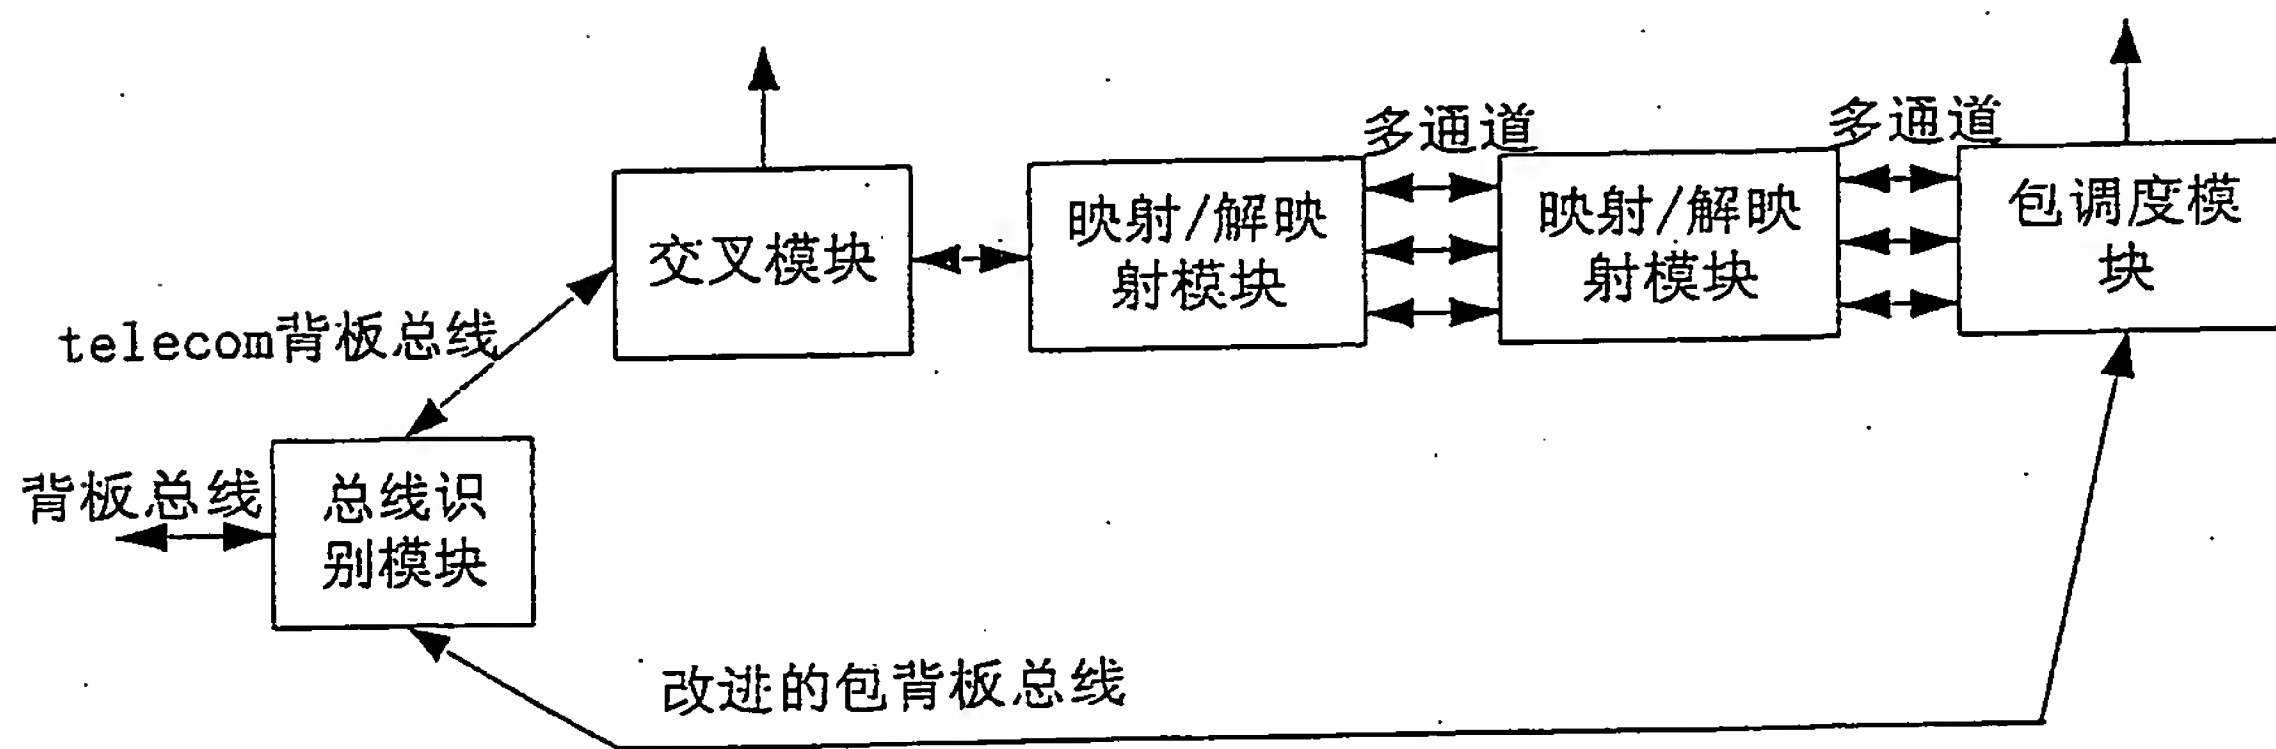 多通道
多通道
交叉模块
映射/解映
射模块
映射/解映
射模块
包调度模
块
telecom背板总线
背板总线
总线识
别模块
改进的包背板总线